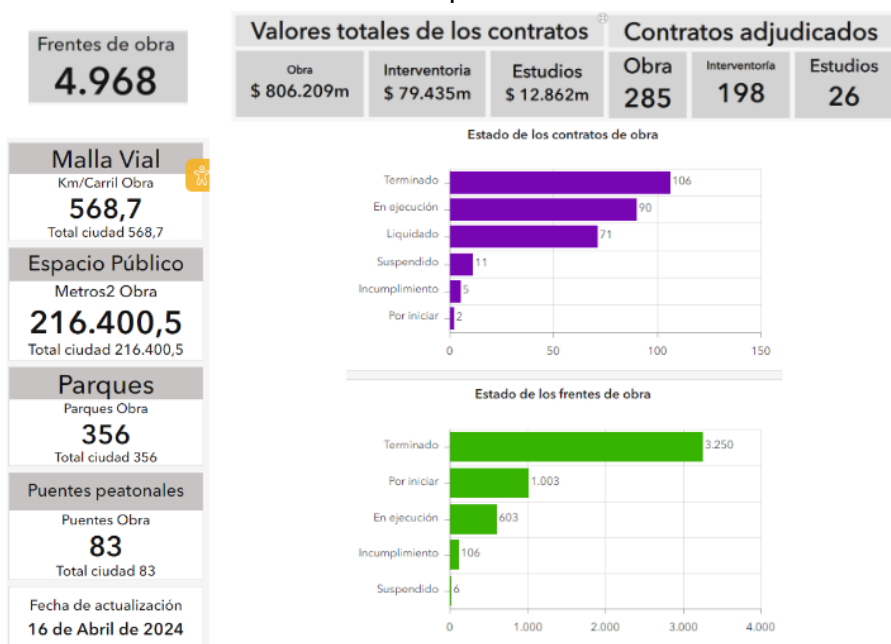 Frentes de obra
4.968
Valores totales de los contratos
Obra
$ 806.209m
Interventoria
$ 79.435m
Estudios
$ 12.862m
Contratos adjudicados
Obra
285
Interventoría
198
Estudios
26
Malla Vial
Km/Carril Obra
568,7
Total ciudad 568,7
Espacio Público
Metros2 Obra
216.400,5
Total ciudad 216.400,5
Parques
Parques Obra
356
Total ciudad 356
Puentes peatonales
Puentes Obra
83
Total ciudad 83
Fecha de actualización
16 de Abril de 2024
Estado de los contratos de obra
Terminado 106
En ejecución 90
Liquidado 71
Suspendido 11
Incumplimiento 5
Por iniciar 2
0 50 100 150
Estado de los frentes de obra
Terminado 3.250
Por iniciar 1.003
En ejecución 603
Incumplimiento 106
Suspendido 6
0 1.000 2.000 3.000 4.000